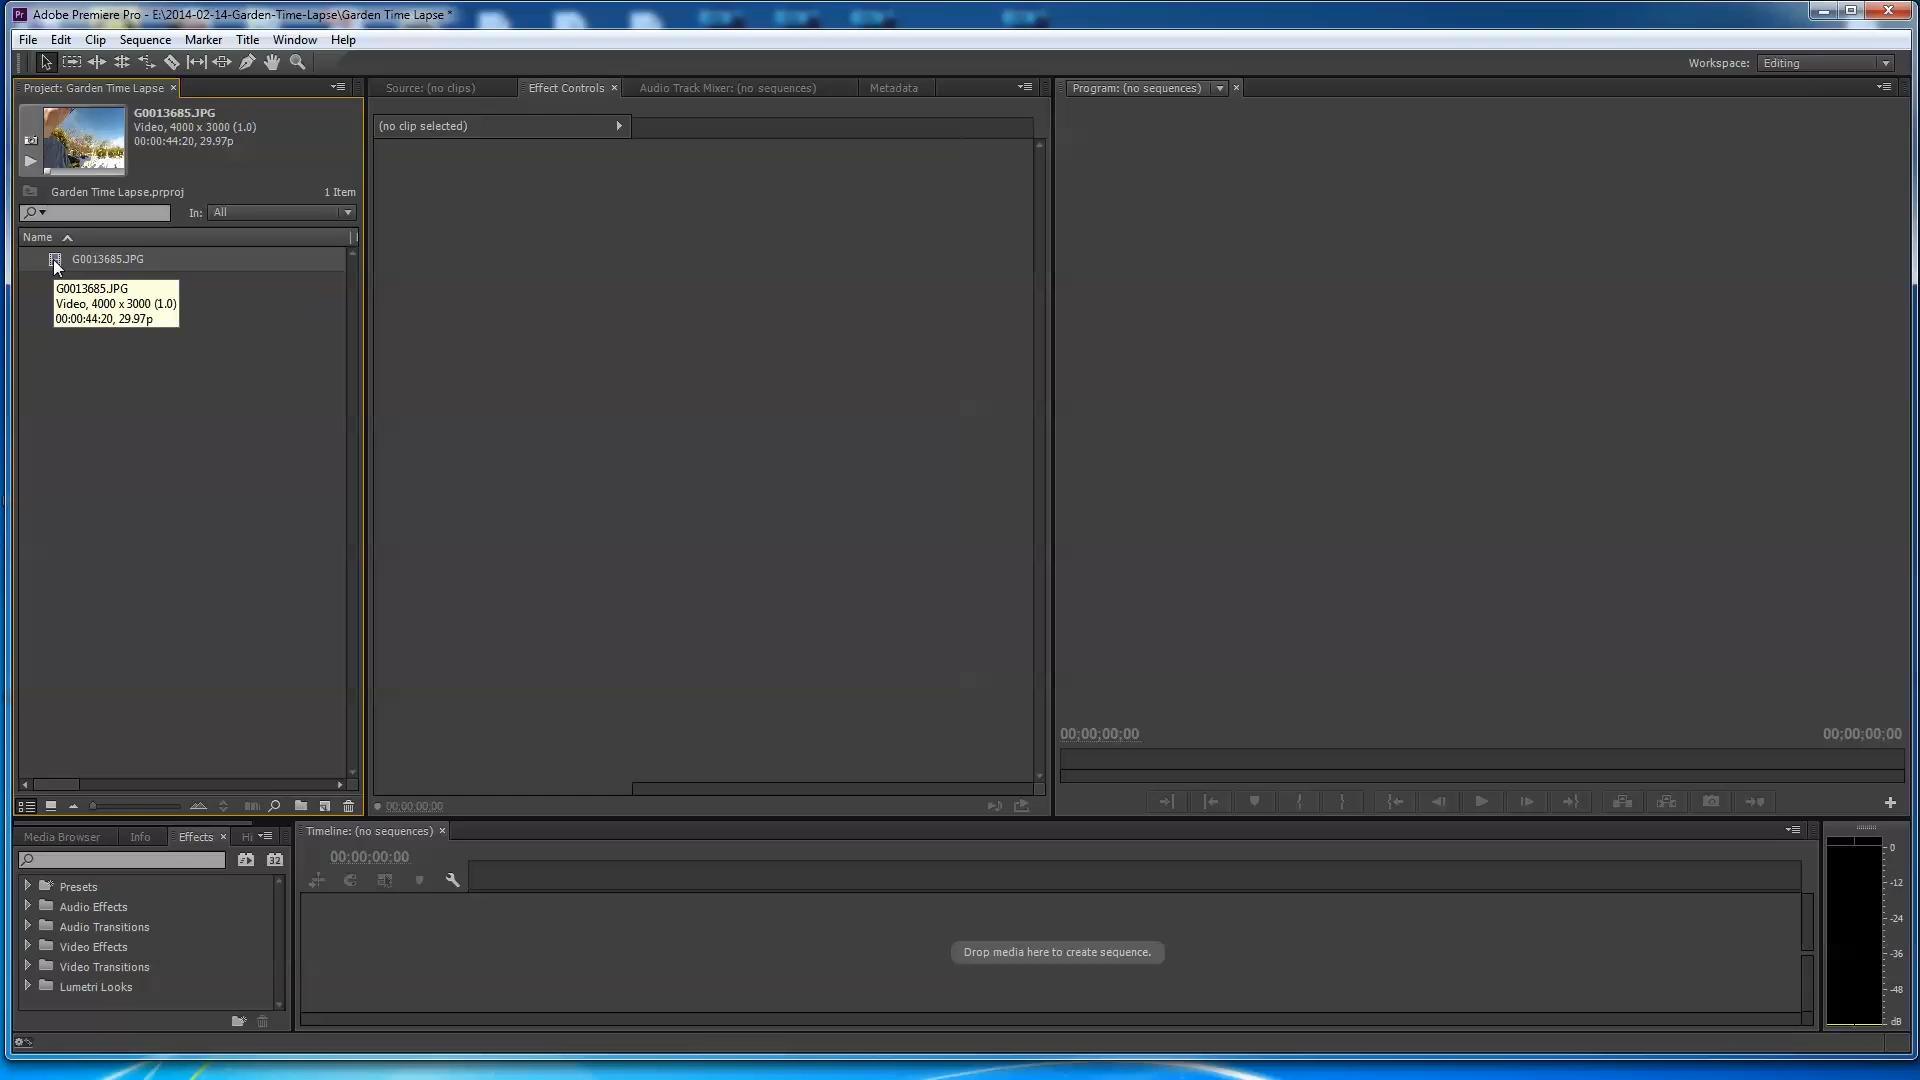 Pr Adobe Premiere Pro - E:\2014-02-14-Garden-Time-Lapse\Garden Time Lapse *
File Edit Clip Sequence Marker Title Window Help
Workspace: Editing
Project: Garden Time Lapse ×
G0013685.JPG
Video, 4000 x 3000 (1.0)
00:00:44:20, 29.97p
Garden Time Lapse.prproj 1 Item
In: All
Name
G0013685.JPG
G0013685.JPG
Video, 4000 x 3000 (1.0)
00:00:44:20, 29.97p
Source: (no clips) Effect Controls × Audio Track Mixer: (no sequences) Metadata
(no clip selected)
00;00;00;00
Program: (no sequences) ×
00;00;00;00 00;00;00;00
Media Browser Info Effects × Hi
32
Presets
Audio Effects
Audio Transitions
Video Effects
Video Transitions
Lumetri Looks
Timeline: (no sequences) ×
00;00;00;00
Drop media here to create sequence.
0
-12
-24
-36
-48
dB